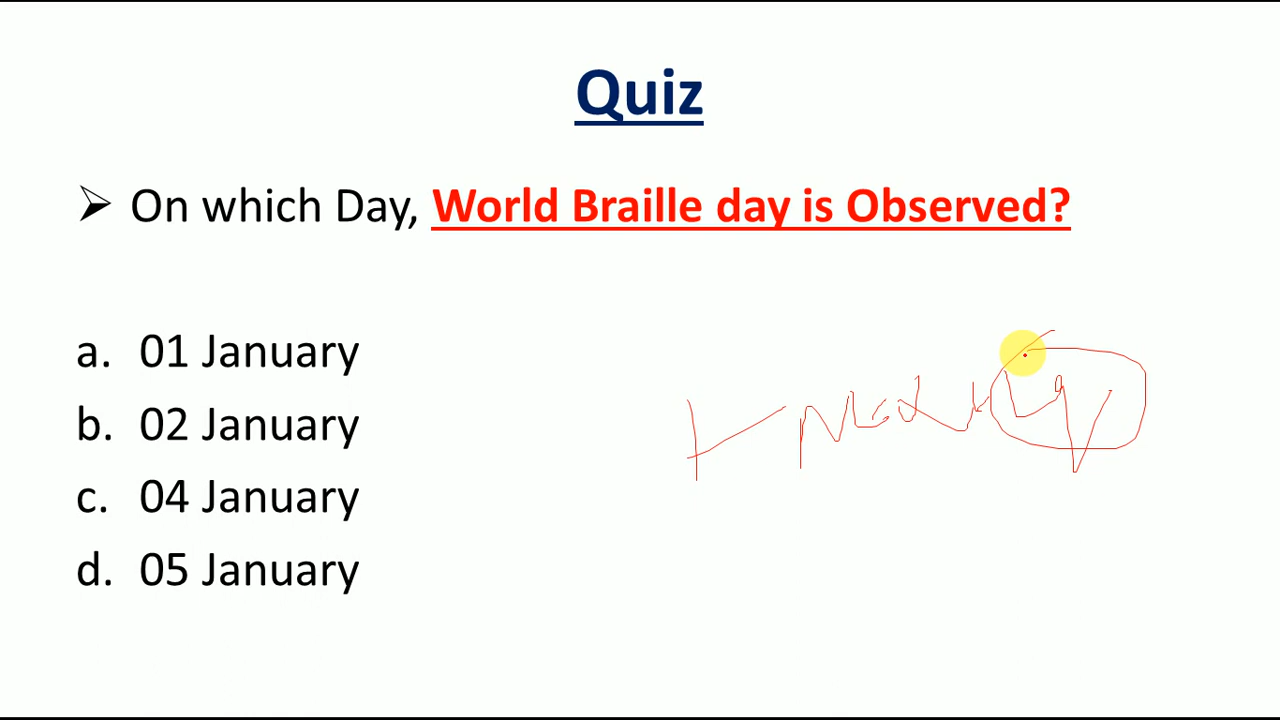 Quiz
➢ On which Day, World Braille day is Observed?
a. 01 January
b. 02 January
c. 04 January
d. 05 January